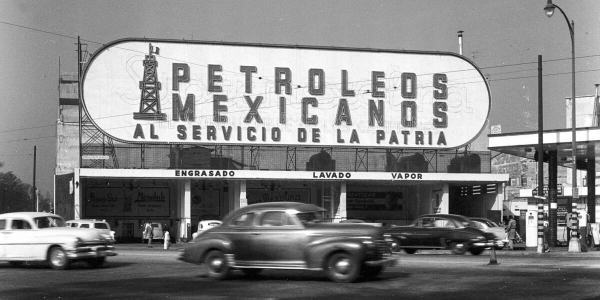 PETROLEOS
MEXICANOS
AL SERVICIO DE LA PATRIA
ENGRASADO LAVADO VAPOR